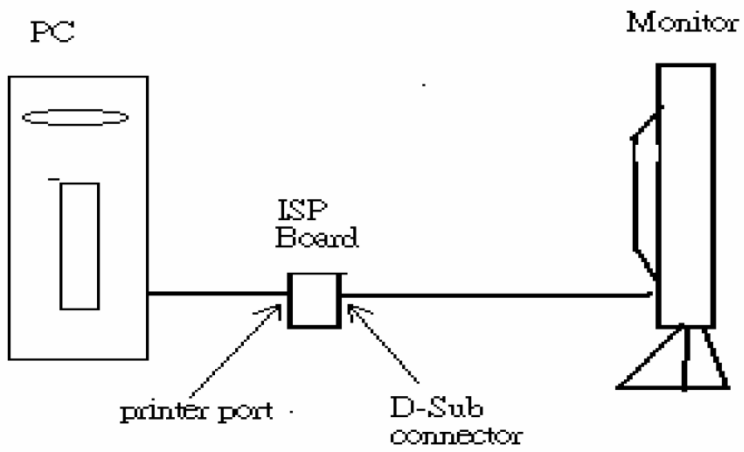 PC
Monitor
ISP
Board
printer port
D-Sub
connector